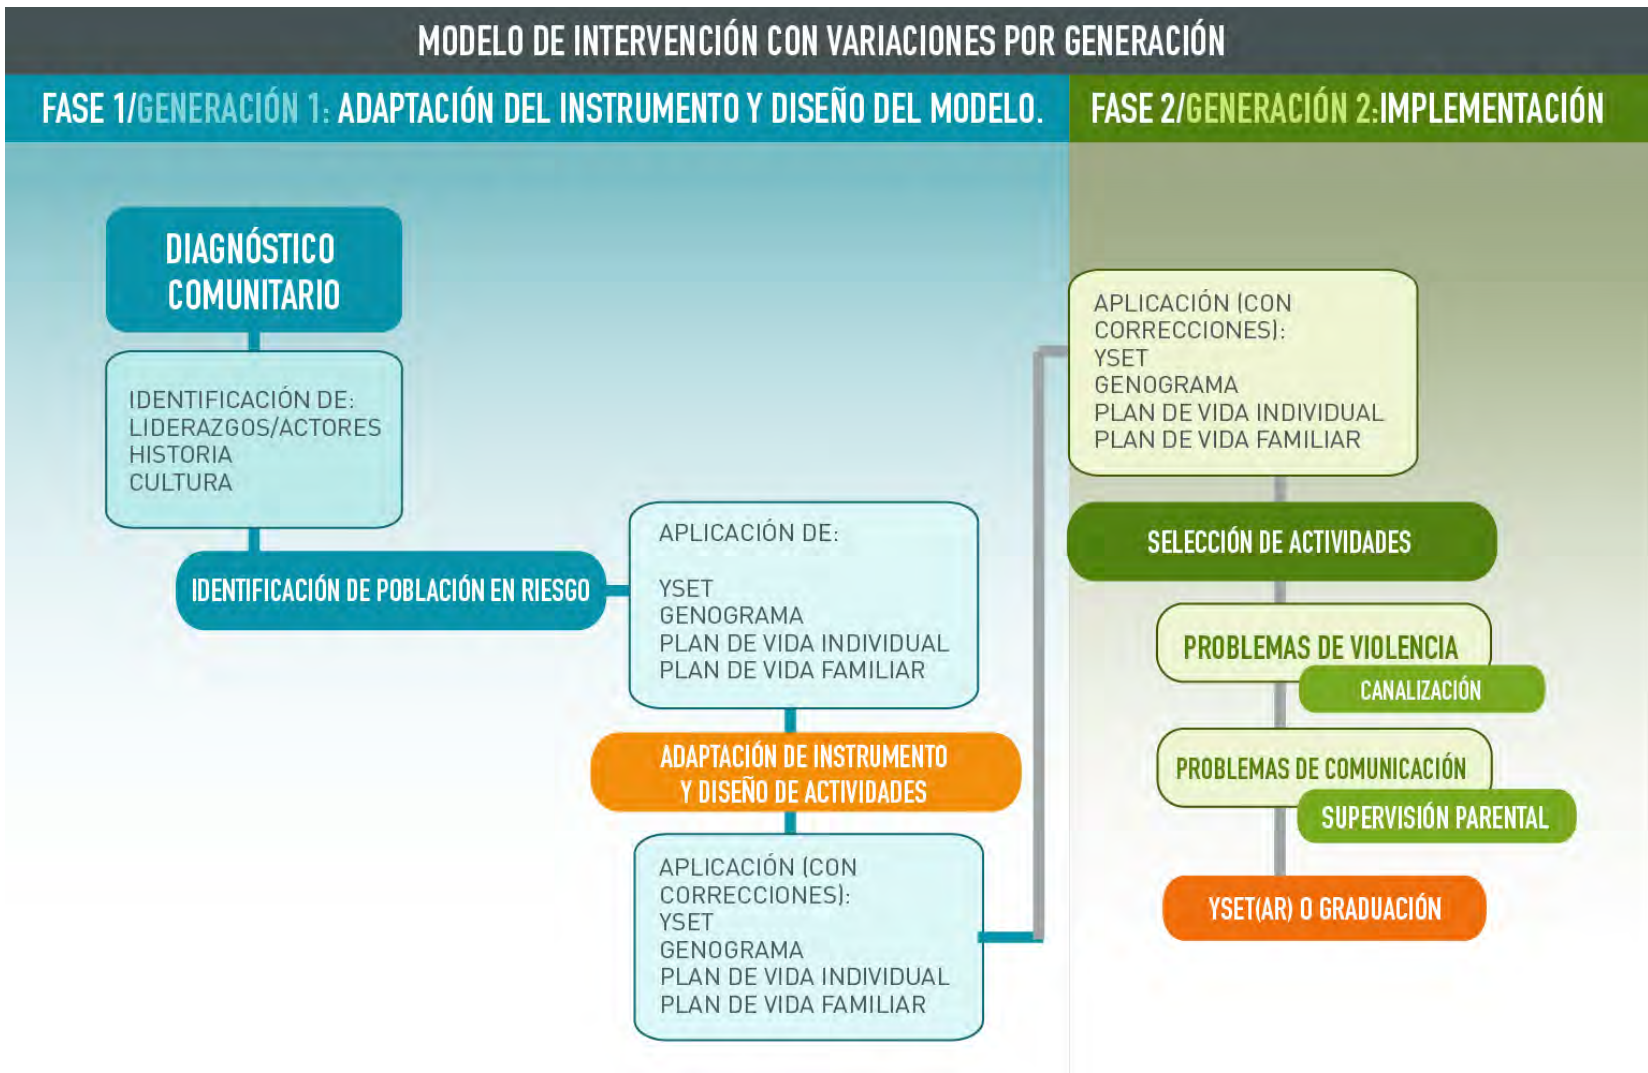 MODELO DE INTERVENCIÓN CON VARIACIONES POR GENERACIÓN
FASE 1/GENERACIÓN 1: ADAPTACIÓN DEL INSTRUMENTO Y DISEÑO DEL MODELO.
FASE 2/GENERACIÓN 2:IMPLEMENTACIÓN
DIAGNÓSTICO
COMUNITARIO
IDENTIFICACIÓN DE:
LIDERAZGOS/ACTORES
HISTORIA
CULTURA
IDENTIFICACIÓN DE POBLACIÓN EN RIESGO
APLICACIÓN DE:
YSET
GENOGRAMA
PLAN DE VIDA INDIVIDUAL
PLAN DE VIDA FAMILIAR
ADAPTACIÓN DE INSTRUMENTO
Y DISEÑO DE ACTIVIDADES
APLICACIÓN (CON
CORRECCIONES):
YSET
GENOGRAMA
PLAN DE VIDA INDIVIDUAL
PLAN DE VIDA FAMILIAR
APLICACIÓN (CON
CORRECCIONES):
YSET
GENOGRAMA
PLAN DE VIDA INDIVIDUAL
PLAN DE VIDA FAMILIAR
SELECCIÓN DE ACTIVIDADES
PROBLEMAS DE VIOLENCIA
CANALIZACIÓN
PROBLEMAS DE COMUNICACIÓN
SUPERVISIÓN PARENTAL
YSET(AR) O GRADUACIÓN